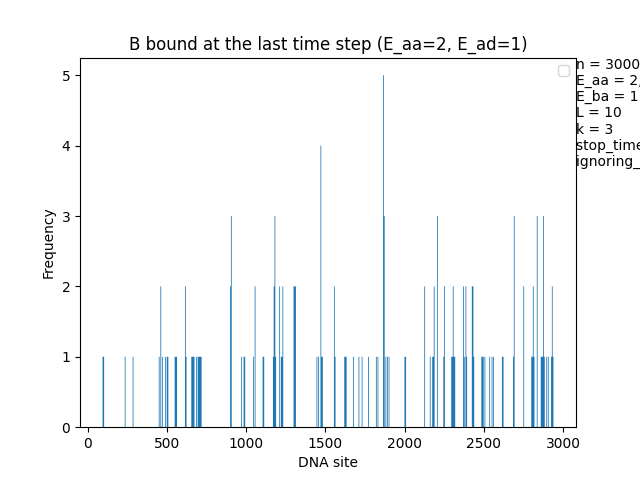 B bound at the last time step (E_aa=2, E_ad=1)
n = 3000
E_aa = 2,
E_ba = 1
L = 10
k = 3
stop_time
ignoring_
Frequency
5
4
3
2
1
0
0 500 1000 1500 2000 2500 3000
DNA site